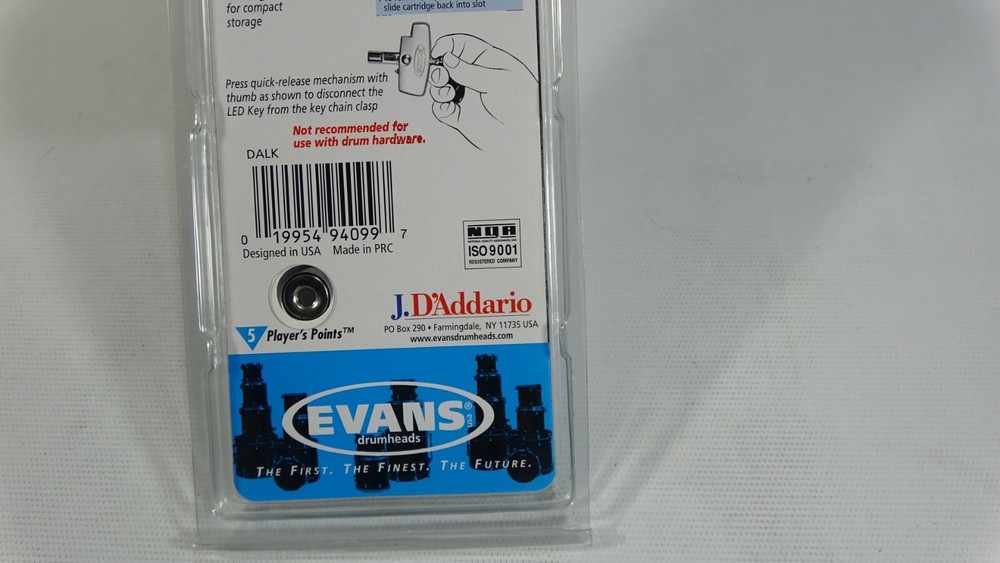 for compact
storage
slide cartridge back into slot
Press quick-release mechanism with
thumb as shown to disconnect the
LED Key from the key chain clasp
Not recommended for
use with drum hardware.
DALK
0 19954 94099 7
Designed in USA Made in PRC
NQA
ISO 9001
REGISTERED COMPANY
J.D'Addario
5 Player's Points™
PO Box 290 • Farmingdale, NY 11735 USA
www.evansdrumheads.com
EVANS® usa
drumheads
THE FIRST. THE FINEST. THE FUTURE.